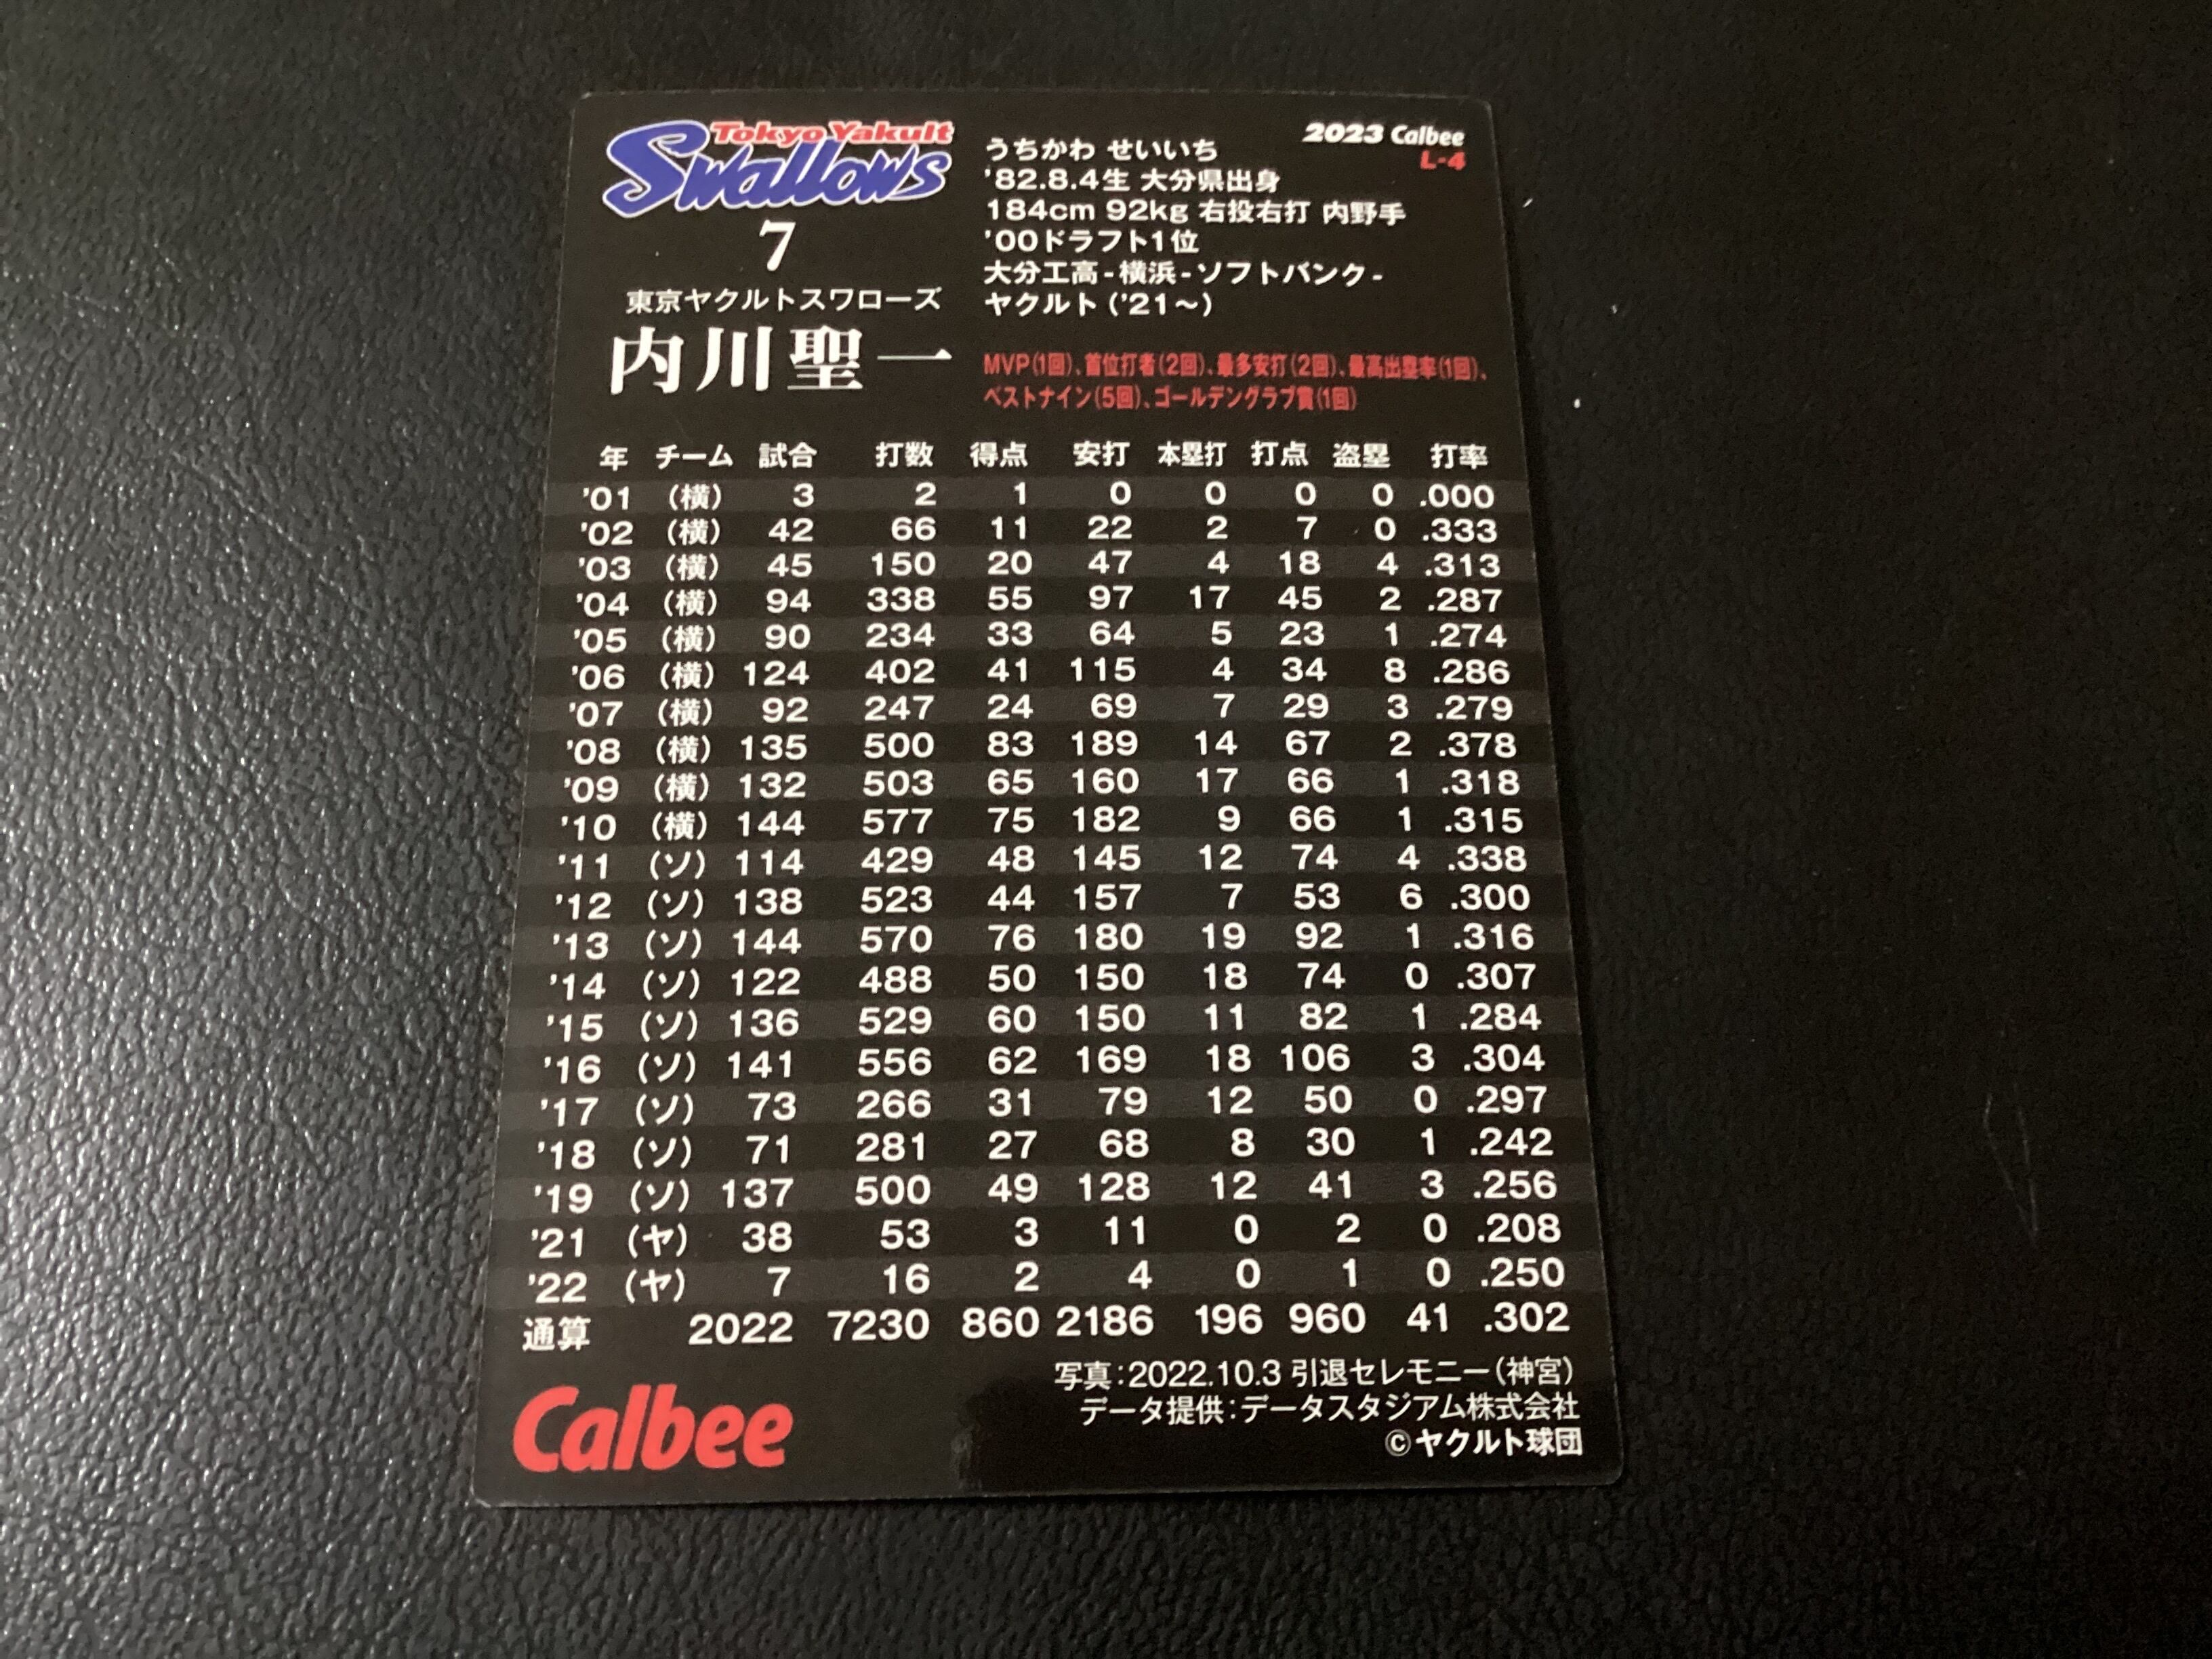 Tokyo Yakult
Swallows
7
東京ヤクルトスワローズ
内川聖一
2023 Calbee
L-4
うちかわ せいいち
'82.8.4生 大分県出身
184cm 92kg 右投右打 内野手
'00ドラフト1位
大分工高-横浜-ソフトバンク-
ヤクルト('21～)
MVP(1回)、首位打者(2回)、最多安打(2回)、最高出塁率(1回)、
ベストナイン(5回)、ゴールデングラブ賞(1回)
年 チーム 試合 打数 得点 安打 本塁打 打点 盗塁 打率
'01 (横) 3 2 1 0 0 0 0 .000
'02 (横) 42 66 11 22 2 7 0 .333
'03 (横) 45 150 20 47 4 18 4 .313
'04 (横) 94 338 55 97 17 45 2 .287
'05 (横) 90 234 33 64 5 23 1 .274
'06 (横) 124 402 41 115 4 34 8 .286
'07 (横) 92 247 24 69 7 29 3 .279
'08 (横) 135 500 83 189 14 67 2 .378
'09 (横) 132 503 65 160 17 66 1 .318
'10 (横) 144 577 75 182 9 66 1 .315
'11 (ソ) 114 429 48 145 12 74 4 .338
'12 (ソ) 138 523 44 157 7 53 6 .300
'13 (ソ) 144 570 76 180 19 92 1 .316
'14 (ソ) 122 488 50 150 18 74 0 .307
'15 (ソ) 136 529 60 150 11 82 1 .284
'16 (ソ) 141 556 62 169 18 106 3 .304
'17 (ソ) 73 266 31 79 12 50 0 .297
'18 (ソ) 71 281 27 68 8 30 1 .242
'19 (ソ) 137 500 49 128 12 41 3 .256
'21 (ヤ) 38 53 3 11 0 2 0 .208
'22 (ヤ) 7 16 2 4 0 1 0 .250
通算 2022 7230 860 2186 196 960 41 .302
写真:2022.10.3 引退セレモニー(神宮)
データ提供:データスタジアム株式会社
©ヤクルト球団
Calbee